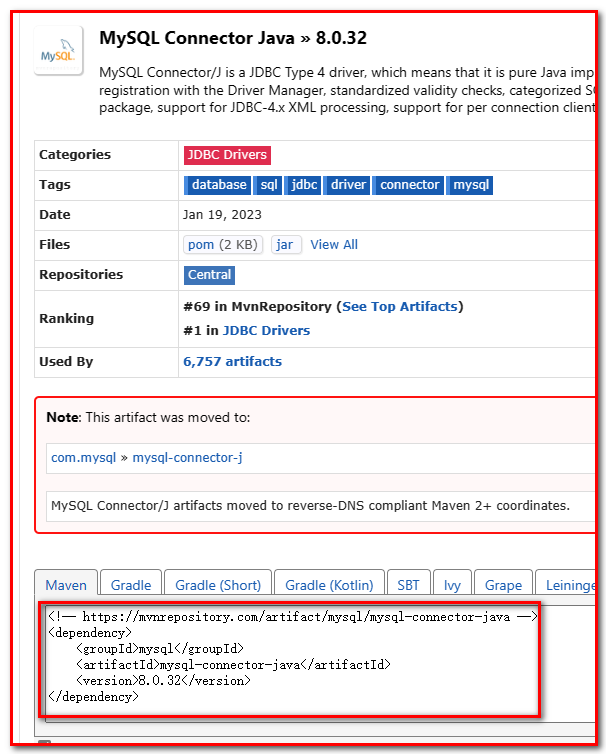 MySQL
MySQL Connector Java » 8.0.32
MySQL Connector/J is a JDBC Type 4 driver, which means that it is pure Java imp
registration with the Driver Manager, standardized validity checks, categorized SQ
package, support for JDBC-4.x XML processing, support for per connection client
Categories JDBC Drivers
Tags database sql jdbc driver connector mysql
Date Jan 19, 2023
Files pom (2 KB) jar View All
Repositories Central
Ranking #69 in MvnRepository (See Top Artifacts)
#1 in JDBC Drivers
Used By 6,757 artifacts
Note: This artifact was moved to:
com.mysql » mysql-connector-j
MySQL Connector/J artifacts moved to reverse-DNS compliant Maven 2+ coordinates.
Maven Gradle Gradle (Short) Gradle (Kotlin) SBT Ivy Grape Leininge
<!-- https://mvnrepository.com/artifact/mysql/mysql-connector-java -->
<dependency>
    <groupId>mysql</groupId>
    <artifactId>mysql-connector-java</artifactId>
    <version>8.0.32</version>
</dependency>